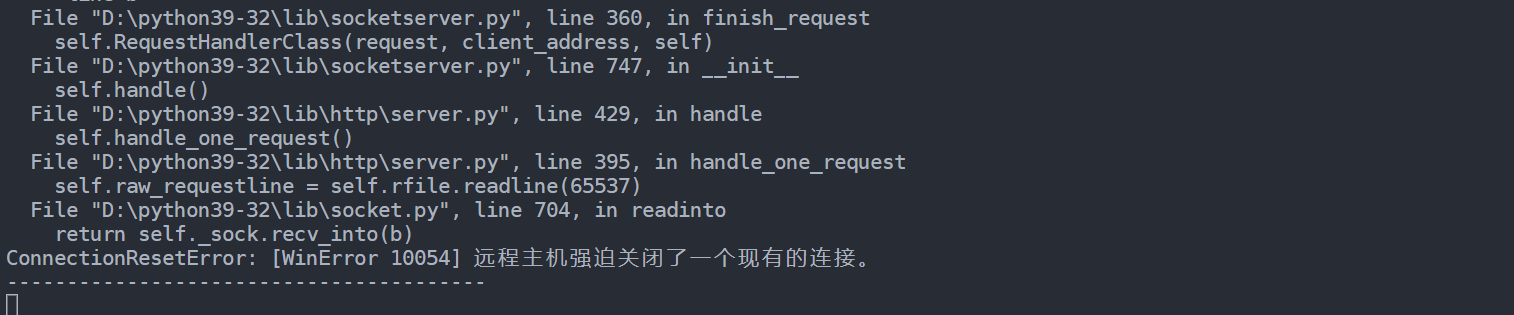 File "D:\python39-32\lib\socketserver.py", line 360, in finish_request
self.RequestHandlerClass(request, client_address, self)
File "D:\python39-32\lib\socketserver.py", line 747, in __init__
self.handle()
File "D:\python39-32\lib\http\server.py", line 429, in handle
self.handle_one_request()
File "D:\python39-32\lib\http\server.py", line 395, in handle_one_request
self.raw_requestline = self.rfile.readline(65537)
File "D:\python39-32\lib\socket.py", line 704, in readinto
return self._sock.recv_into(b)
ConnectionResetError: [WinError 10054] 远程主机强迫关闭了一个现有的连接。
----------------------------------------